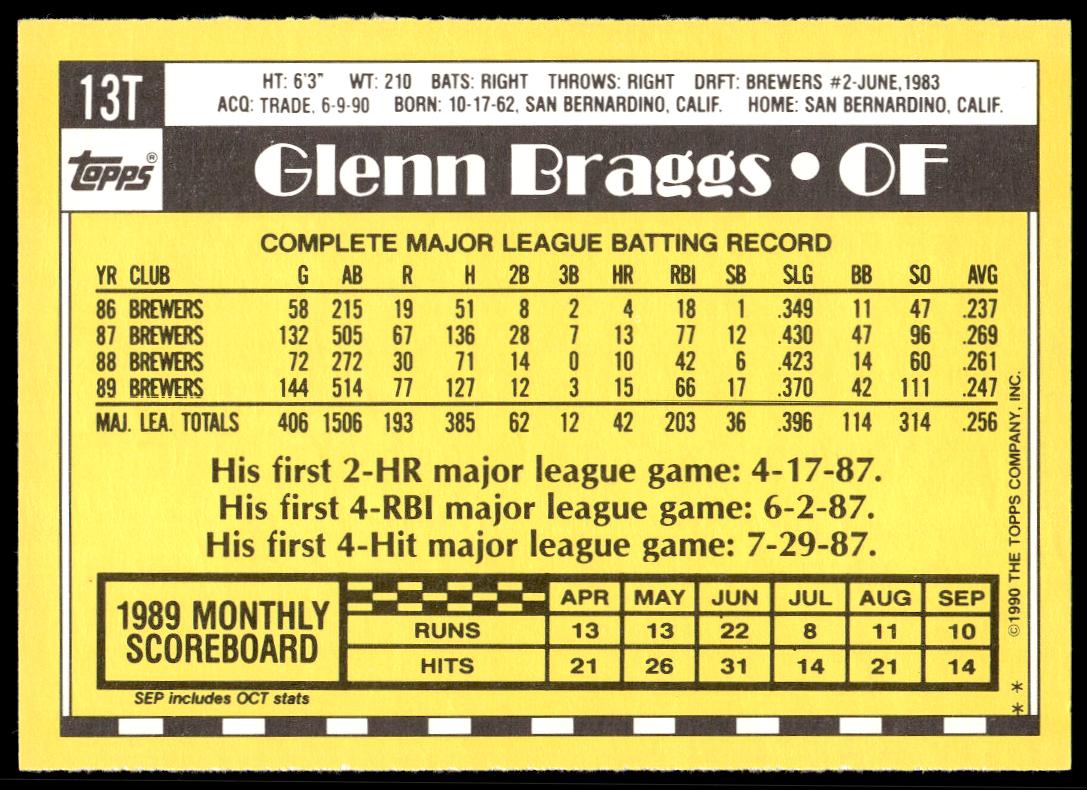 13T
HT: 6'3" WT: 210 BATS: RIGHT THROWS: RIGHT DRFT: BREWERS #2-JUNE,1983
ACQ: TRADE, 6-9-90 BORN: 10-17-62, SAN BERNARDINO, CALIF. HOME: SAN BERNARDINO, CALIF.
topps®
Glenn Braggs • OF
COMPLETE MAJOR LEAGUE BATTING RECORD
YR CLUB G AB R H 2B 3B HR RBI SB SLG BB SO AVG
86 BREWERS 58 215 19 51 8 2 4 18 1 .349 11 47 .237
87 BREWERS 132 505 67 136 28 7 13 77 12 .430 47 96 .269
88 BREWERS 72 272 30 71 14 0 10 42 6 .423 14 60 .261
89 BREWERS 144 514 77 127 12 3 15 66 17 .370 42 111 .247
MAJ. LEA. TOTALS 406 1506 193 385 62 12 42 203 36 .396 114 314 .256
His first 2-HR major league game: 4-17-87.
His first 4-RBI major league game: 6-2-87.
His first 4-Hit major league game: 7-29-87.
1989 MONTHLY
SCOREBOARD
APR MAY JUN JUL AUG SEP
RUNS 13 13 22 8 11 10
HITS 21 26 31 14 21 14
SEP includes OCT stats
©1990 THE TOPPS COMPANY, INC.
* *